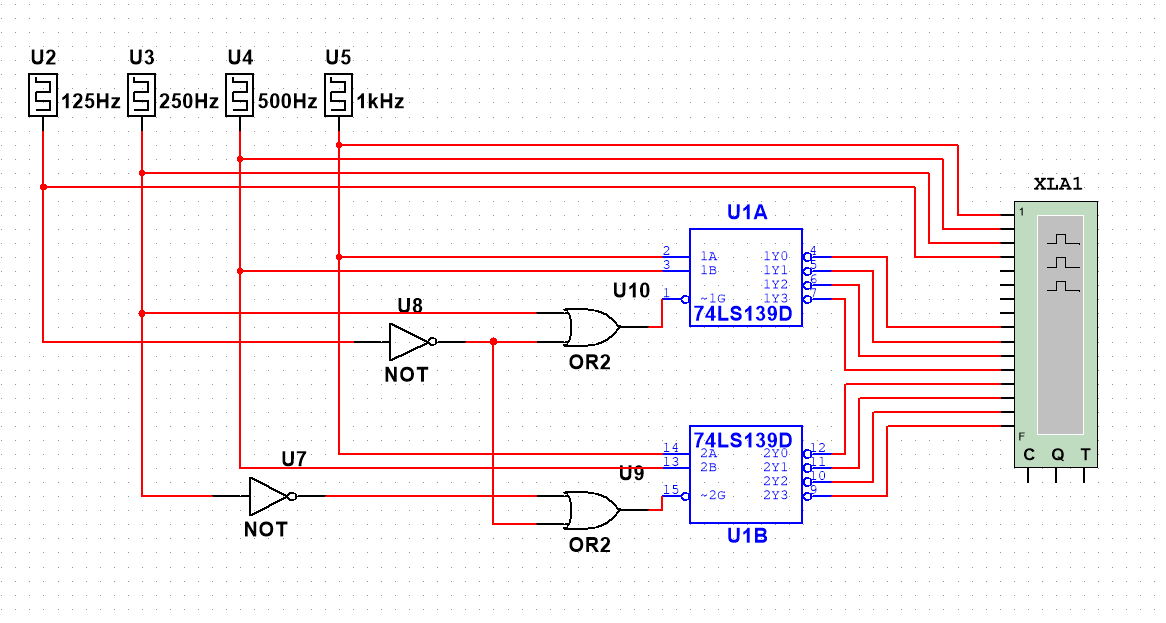 U2 U3 U4 U5
125Hz 250Hz 500Hz 1kHz
XLA1
U1A
1
2 1A 1Y0 4
3 1B 1Y1 5
1Y2 6
1 ~1G 1Y3 7
74LS139D
U10
U8
OR2
NOT
74LS139D
14 2A 2Y0 12
13 2B 2Y1 11
2Y2 10
15 ~2G 2Y3 9
F
C Q T
U7
U9
NOT
U1B
OR2